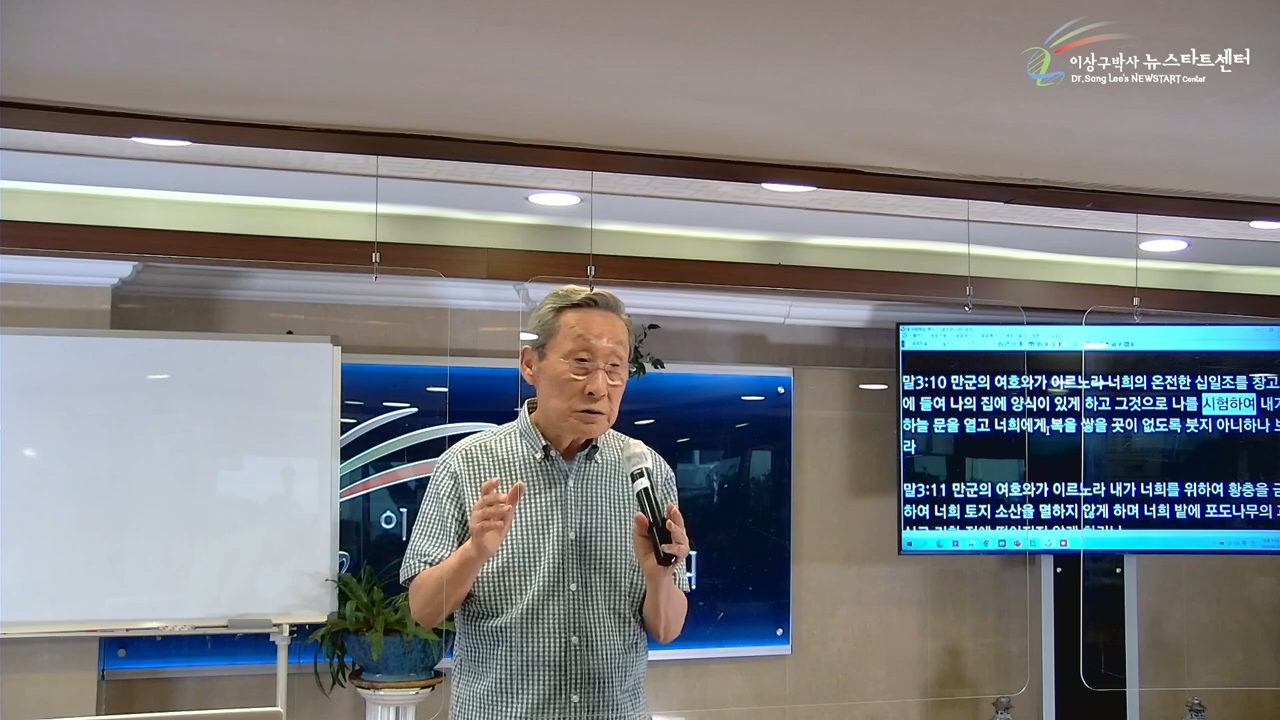 이상구박사 뉴스타트센터
Dr. Sang Lee's NEWSTART Center
말3:10 만군의 여호와가 이르노라 너희의 온전한 십일조를 창고
에 들여 나의 집에 양식이 있게 하고 그것으로 나를 시험하여 내가
하늘 문을 열고 너희에게 복을 쌓을 곳이 없도록 붓지 아니하나 보
라
말3:11 만군의 여호와가 이르노라 내가 너희를 위하여 황충을 금
하여 너희 토지 소산을 멸하지 않게 하며 너희 밭에 포도나무의
이